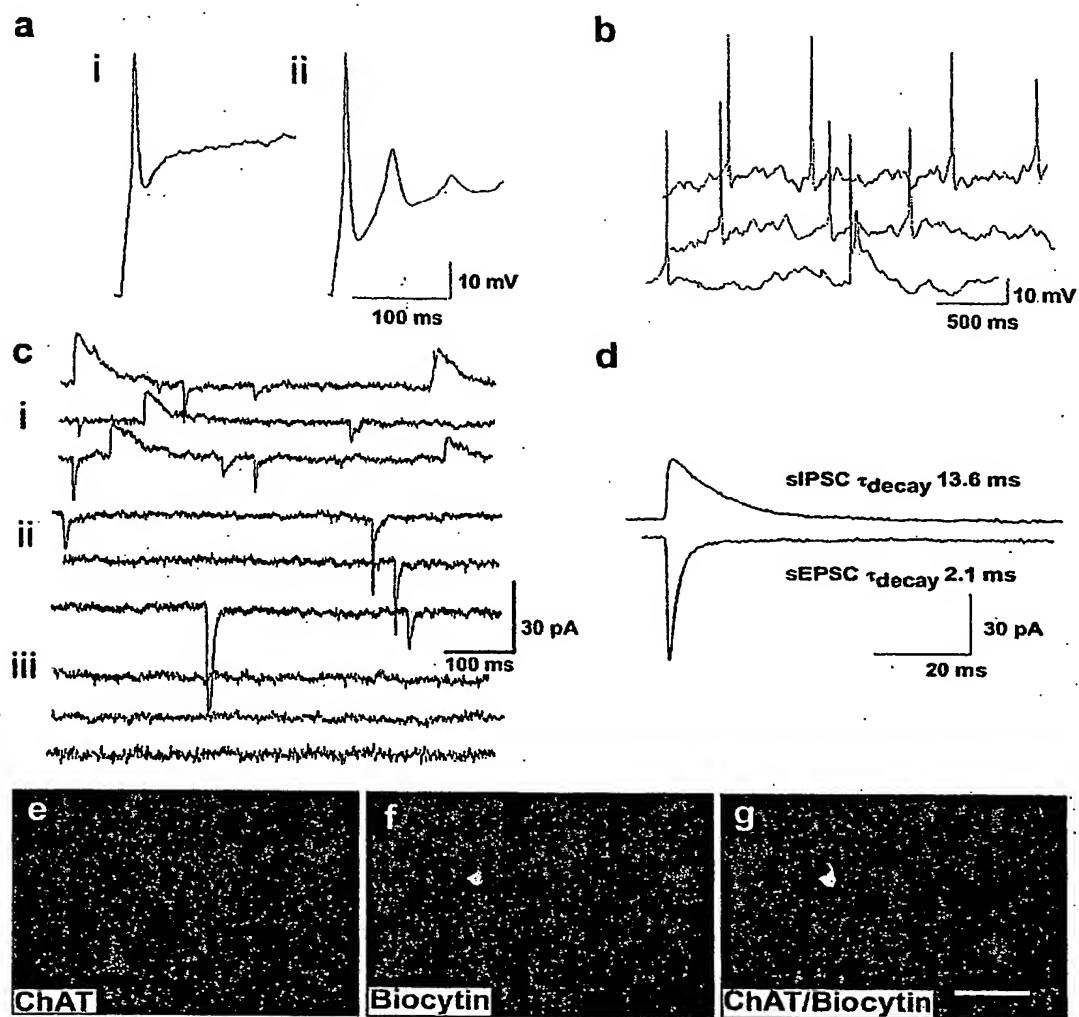 a
i
ii
10 mV
100 ms
b
10 mV
500 ms
c
i
ii
iii
30 pA
100 ms
d
sIPSC τdecay 13.6 ms
sEPSC τdecay 2.1 ms
30 pA
20 ms
e
ChAT
f
Biocytin
g
ChAT/Biocytin